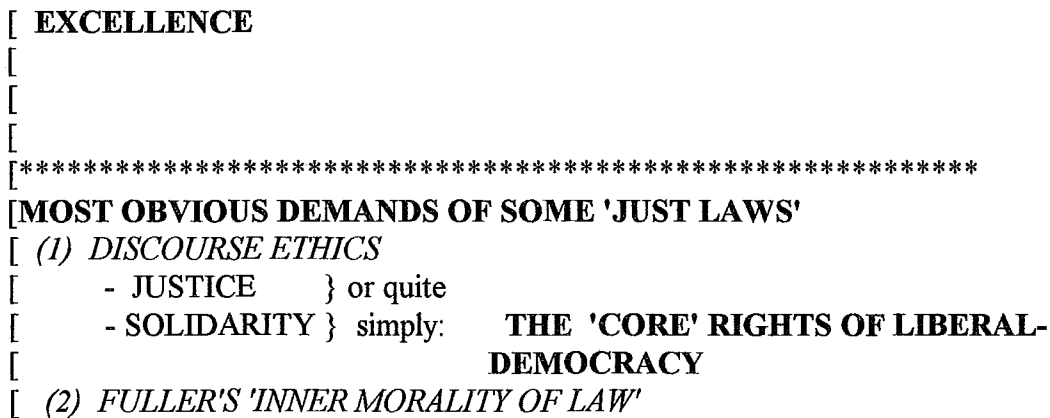 [ EXCELLENCE
[
[
[
[************************************************************
[MOST OBVIOUS DEMANDS OF SOME 'JUST LAWS'
[ (1) DISCOURSE ETHICS
[ - JUSTICE } or quite
[ - SOLIDARITY } simply: THE 'CORE' RIGHTS OF LIBERAL-
[ DEMOCRACY
[ (2) FULLER'S 'INNER MORALITY OF LAW'